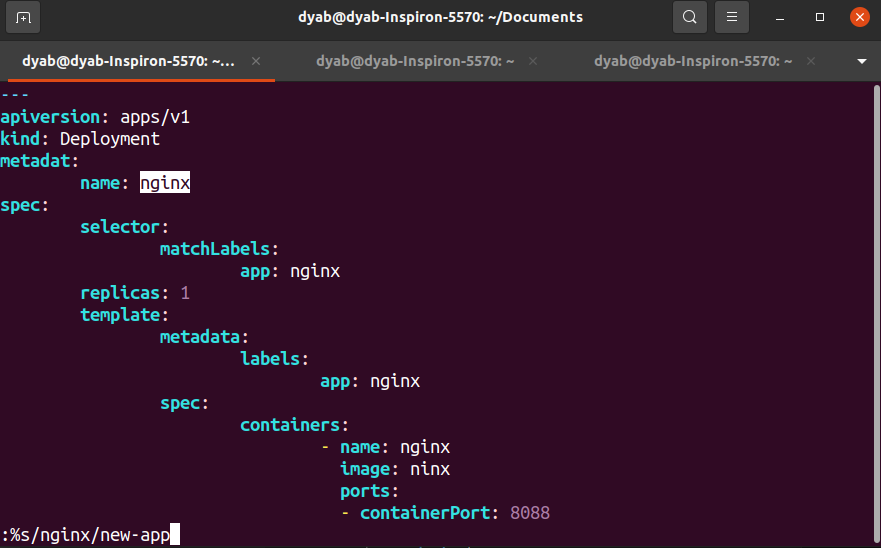 dyab@dyab-Inspiron-5570: ~/Documents
dyab@dyab-Inspiron-5570: ~... × dyab@dyab-Inspiron-5570: ~ × dyab@dyab-Inspiron-5570: ~ ×
---
apiversion: apps/v1
kind: Deployment
metadat:
        name: nginx
spec:
        selector:
                matchLabels:
                        app: nginx
        replicas: 1
        template:
                metadata:
                        labels:
                                app: nginx
                spec:
                        containers:
                                - name: nginx
                                  image: ninx
                                  ports:
                                  - containerPort: 8088
:%s/nginx/new-app